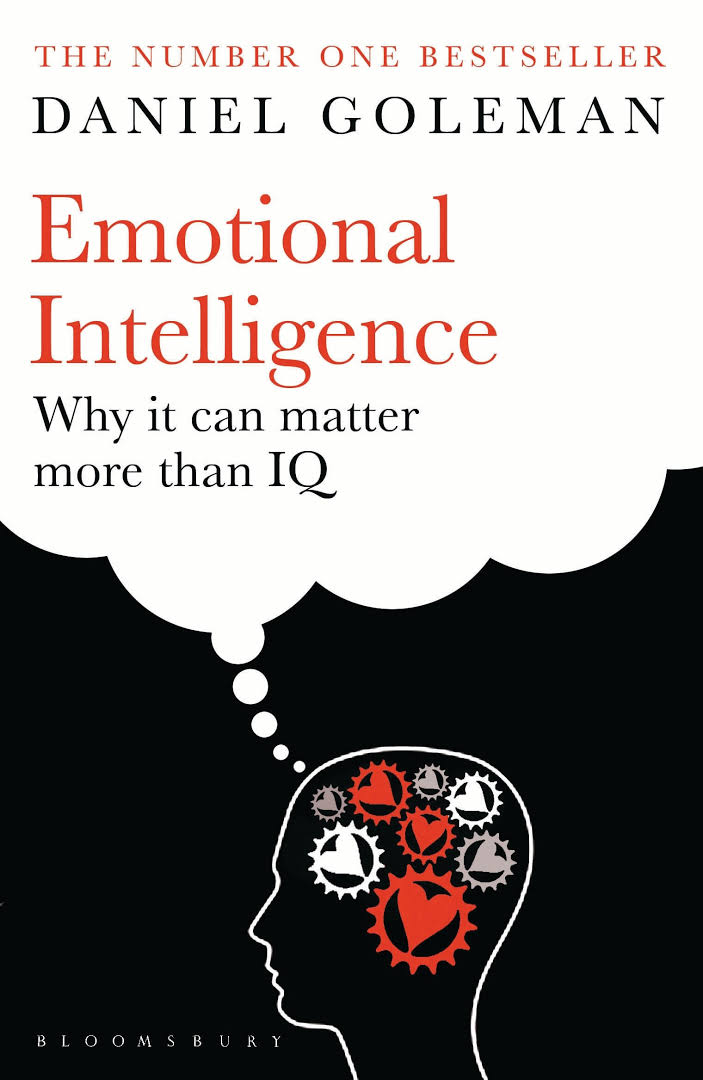 THE NUMBER ONE BESTSELLER
DANIEL GOLEMAN
Emotional
Intelligence
Why it can matter
more than IQ
BLOOMSBURY